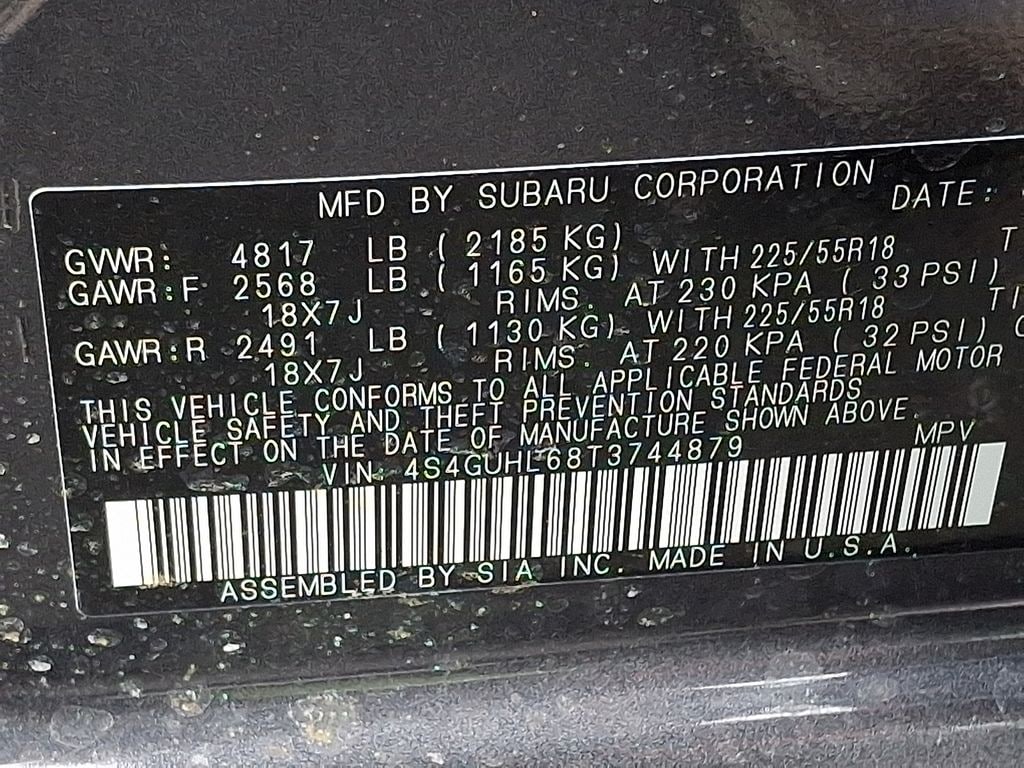 MFD BY SUBARU CORPORATION DATE:
GVWR: 4817 LB ( 2185 KG)
GAWR:F 2568 LB ( 1165 KG) WITH 225/55R18 T
18X7J RIMS. AT 230 KPA ( 33 PSI)
GAWR:R 2491 LB ( 1130 KG) WITH 225/55R18 TI
18X7J RIMS. AT 220 KPA ( 32 PSI)
THIS VEHICLE CONFORMS TO ALL APPLICABLE FEDERAL MOTOR
VEHICLE SAFETY AND THEFT PREVENTION STANDARDS
IN EFFECT ON THE DATE OF MANUFACTURE SHOWN ABOVE.
VIN: 4S4GUHL68T3744879 MPV
ASSEMBLED BY SIA INC. MADE IN U.S.A.